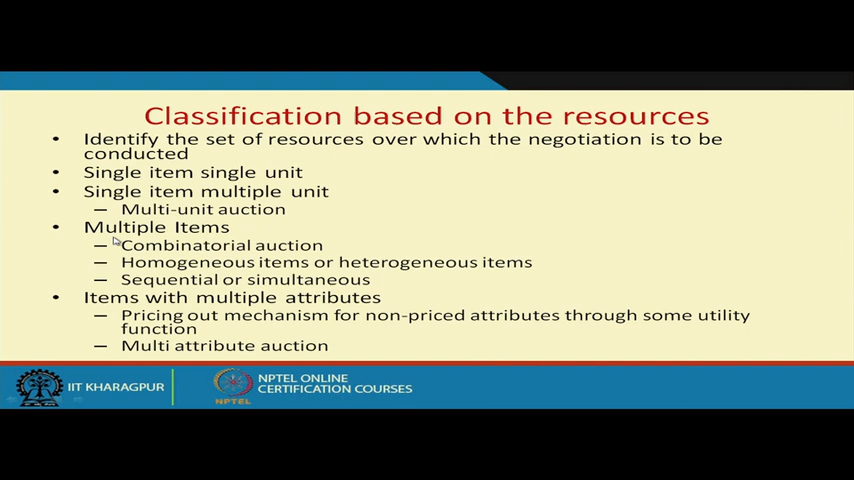 Classification based on the resources
• Identify the set of resources over which the negotiation is to be
conducted
• Single item single unit
• Single item multiple unit
– Multi-unit auction
• Multiple Items
– Combinatorial auction
– Homogeneous items or heterogeneous items
– Sequential or simultaneous
• Items with multiple attributes
– Pricing out mechanism for non-priced attributes through some utility
function
– Multi attribute auction
IIT KHARAGPUR
NPTEL
NPTEL ONLINE
CERTIFICATION COURSES